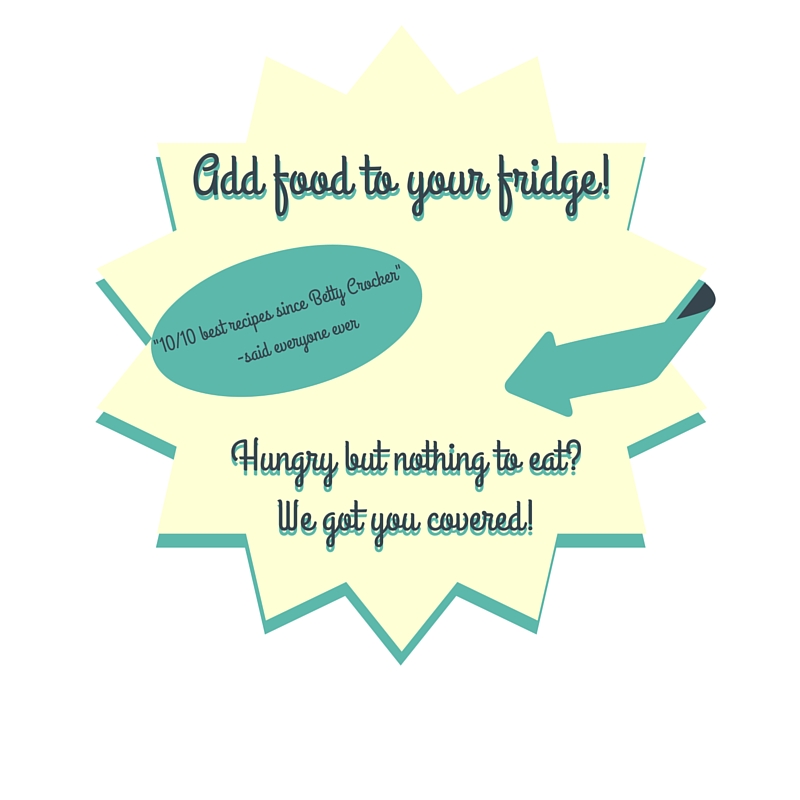 Add food to your fridge!
"10/10 best recipes since Betty Crocker"
-said everyone ever
Hungry but nothing to eat?
We got you covered!